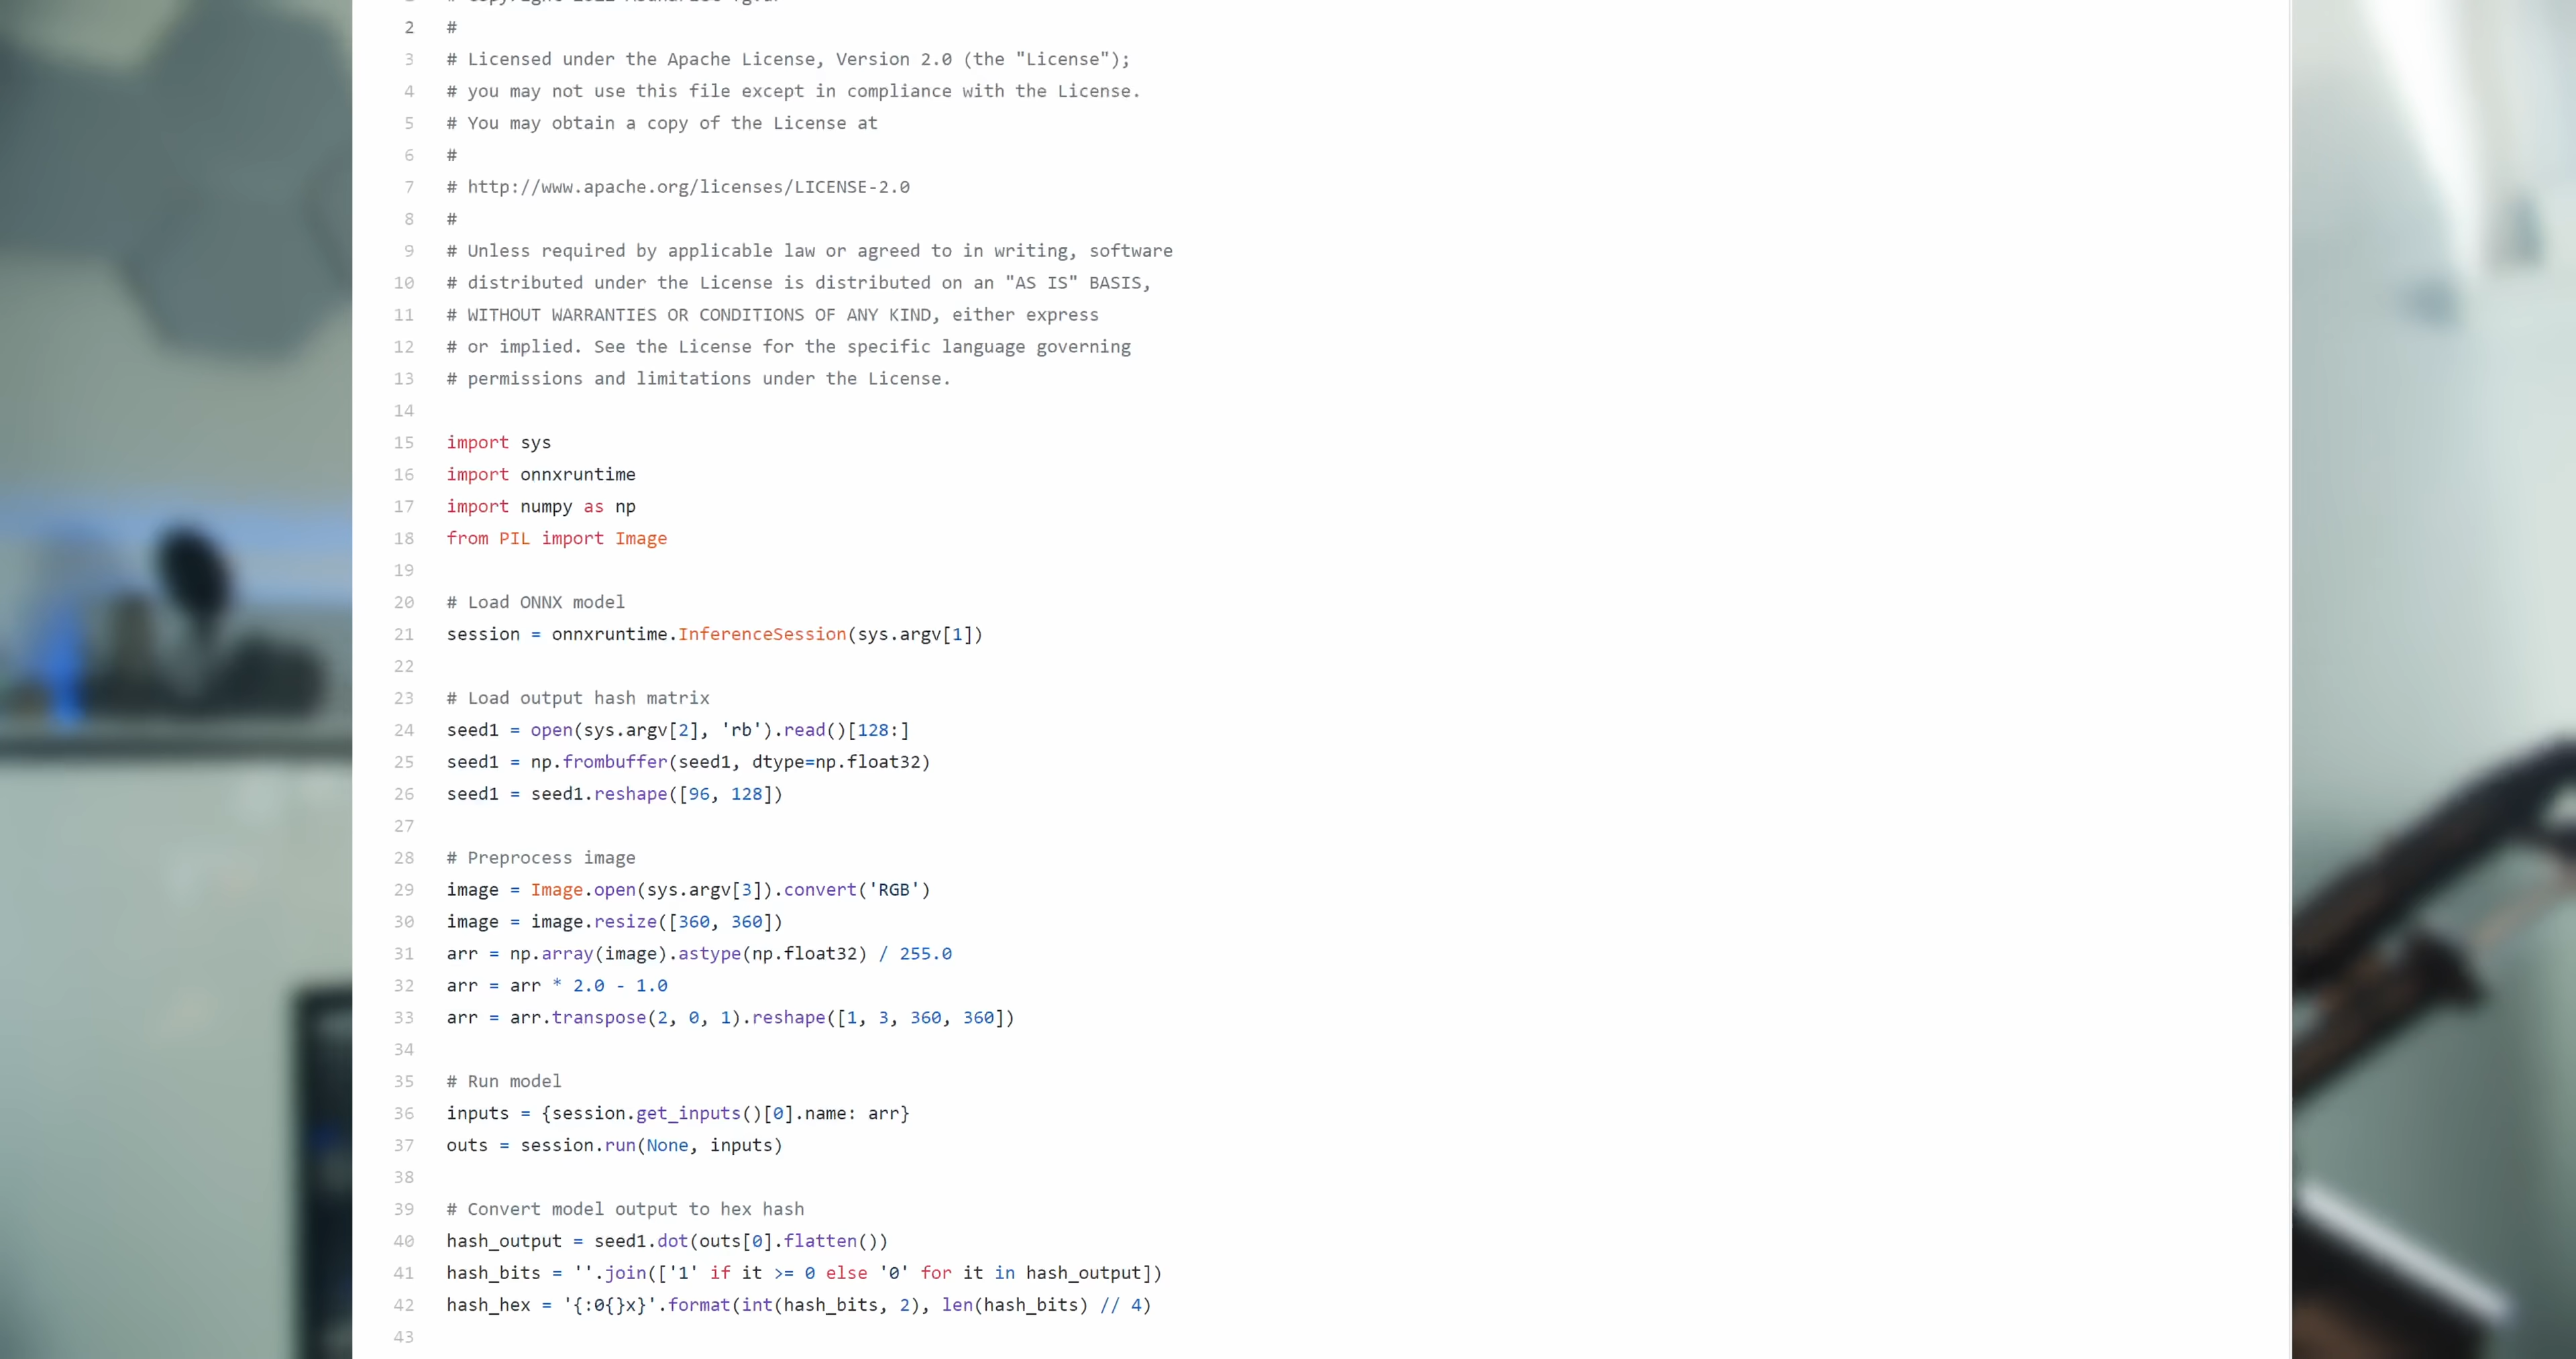 2 #
3 # Licensed under the Apache License, Version 2.0 (the "License");
4 # you may not use this file except in compliance with the License.
5 # You may obtain a copy of the License at
6 #
7 # http://www.apache.org/licenses/LICENSE-2.0
8 #
9 # Unless required by applicable law or agreed to in writing, software
10 # distributed under the License is distributed on an "AS IS" BASIS,
11 # WITHOUT WARRANTIES OR CONDITIONS OF ANY KIND, either express
12 # or implied. See the License for the specific language governing
13 # permissions and limitations under the License.
14
15 import sys
16 import onnxruntime
17 import numpy as np
18 from PIL import Image
19
20 # Load ONNX model
21 session = onnxruntime.InferenceSession(sys.argv[1])
22
23 # Load output hash matrix
24 seed1 = open(sys.argv[2], 'rb').read()[128:]
25 seed1 = np.frombuffer(seed1, dtype=np.float32)
26 seed1 = seed1.reshape([96, 128])
27
28 # Preprocess image
29 image = Image.open(sys.argv[3]).convert('RGB')
30 image = image.resize([360, 360])
31 arr = np.array(image).astype(np.float32) / 255.0
32 arr = arr * 2.0 - 1.0
33 arr = arr.transpose(2, 0, 1).reshape([1, 3, 360, 360])
34
35 # Run model
36 inputs = {session.get_inputs()[0].name: arr}
37 outs = session.run(None, inputs)
38
39 # Convert model output to hex hash
40 hash_output = seed1.dot(outs[0].flatten())
41 hash_bits = ''.join(['1' if it >= 0 else '0' for it in hash_output])
42 hash_hex = '{:0{}x}'.format(int(hash_bits, 2), len(hash_bits) // 4)
43